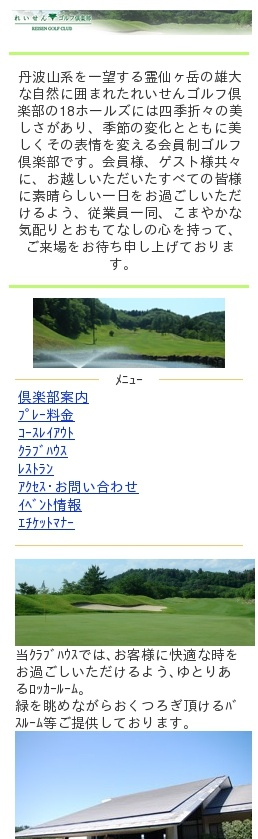 れいせん ゴルフ倶楽部
REISEN GOLF CLUB
丹波山系を一望する霊仙ヶ岳の雄大
な自然に囲まれたれいせんゴルフ倶
楽部の18ホールズには四季折々の美
しさがあり、季節の変化とともに美
しくその表情を変える会員制ゴルフ
倶楽部です。会員様、ゲスト様共々
に、お越しいただいたすべての皆様
に素晴らしい一日をお過ごしいただ
けるよう、従業員一同、こまやかな
気配りとおもてなしの心を持って、
ご来場をお待ち申し上げておりま
す。
ﾒﾆｭｰ
倶楽部案内
ﾌﾟﾚｰ料金
ｺｰｽﾚｲｱｳﾄ
ｸﾗﾌﾞﾊｳｽ
ﾚｽﾄﾗﾝ
ｱｸｾｽ･お問い合わせ
ｲﾍﾞﾝﾄ情報
ｴﾁｹｯﾄﾏﾅｰ
当ｸﾗﾌﾞﾊｳｽでは､お客様に快適な時を
お過ごしいただけるよう､ゆとりあ
るﾛｯｶｰﾙｰﾑ｡
緑を眺めながらおくつろぎ頂けるﾊﾞ
ｽﾙｰﾑ等ご提供しております｡